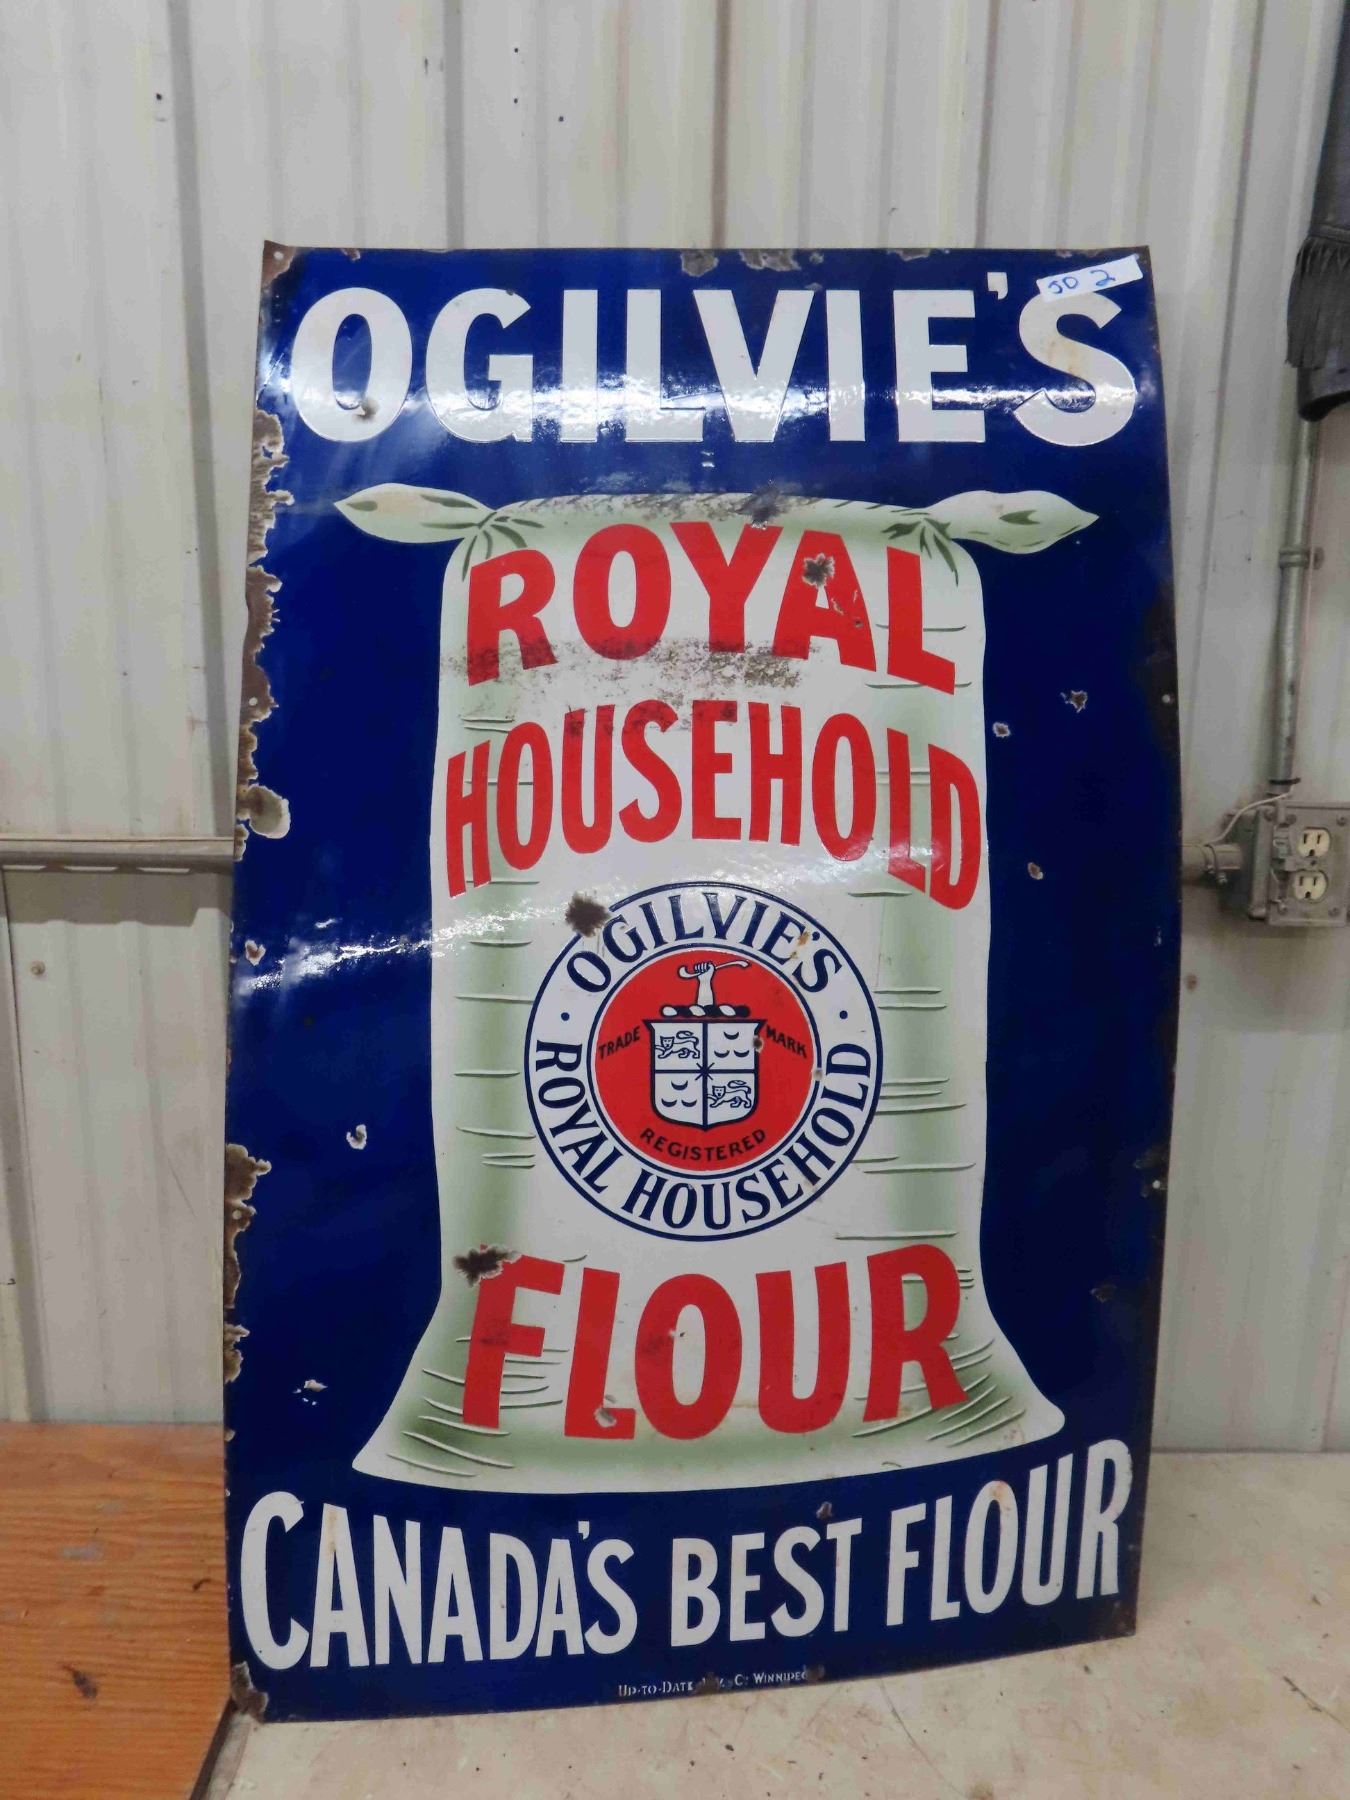 OGILVIE'S
JD 2
ROYAL
HOUSEHOLD
OGILVIE'S
TRADE MARK
REGISTERED
ROYAL HOUSEHOLD
FLOUR
CANADA'S BEST FLOUR
UP-TO-DATE Co WINNIPEG